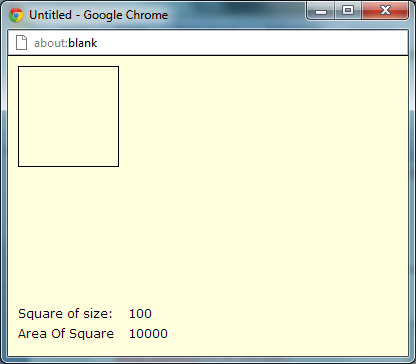 Untitled - Google Chrome
about:blank
Square of size: 100
Area Of Square 10000